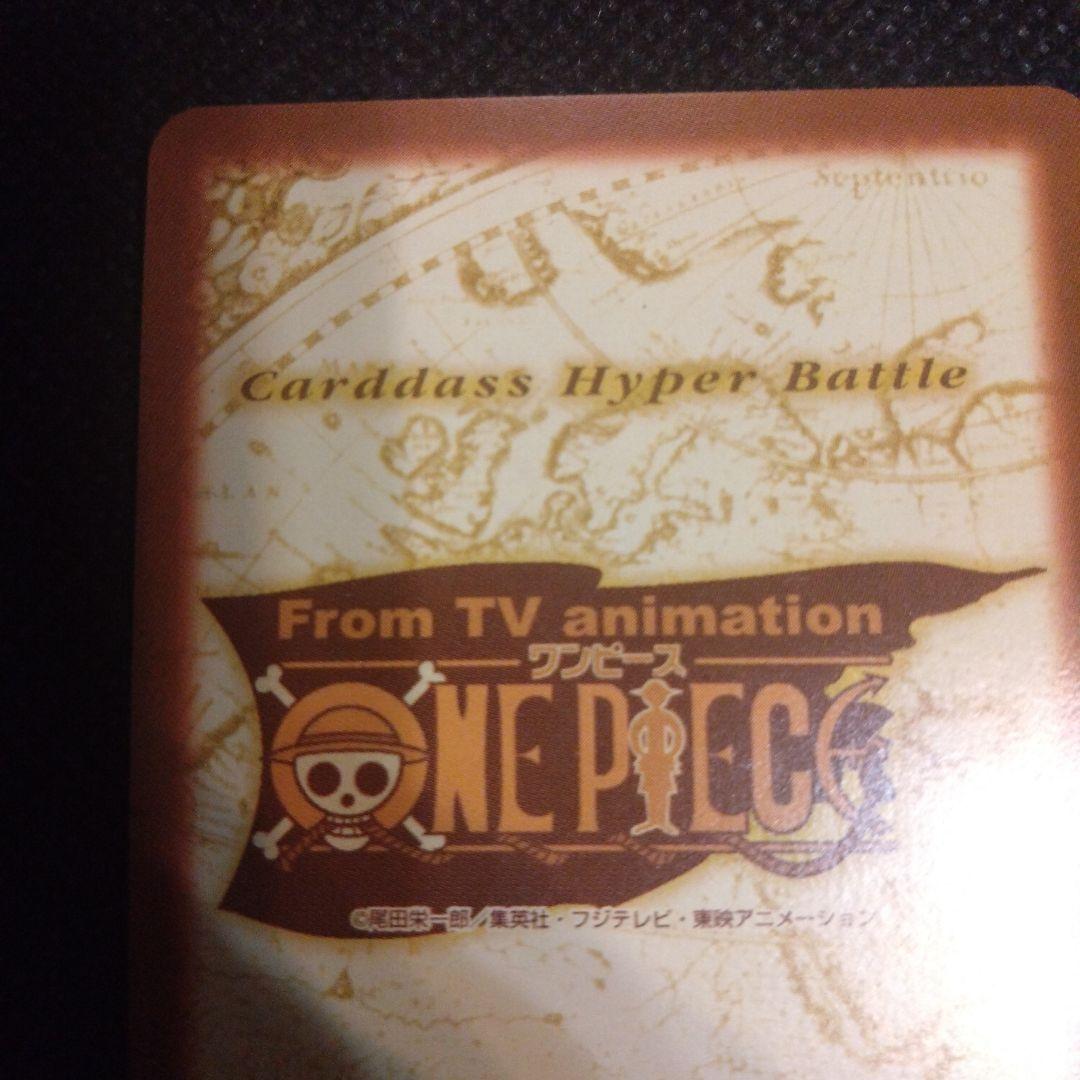 Septentrio
Carddass Hyper Battle
From TV animation
ワンピース
ONE PIECE
©尾田栄一郎／集英社・フジテレビ・東映アニメーション